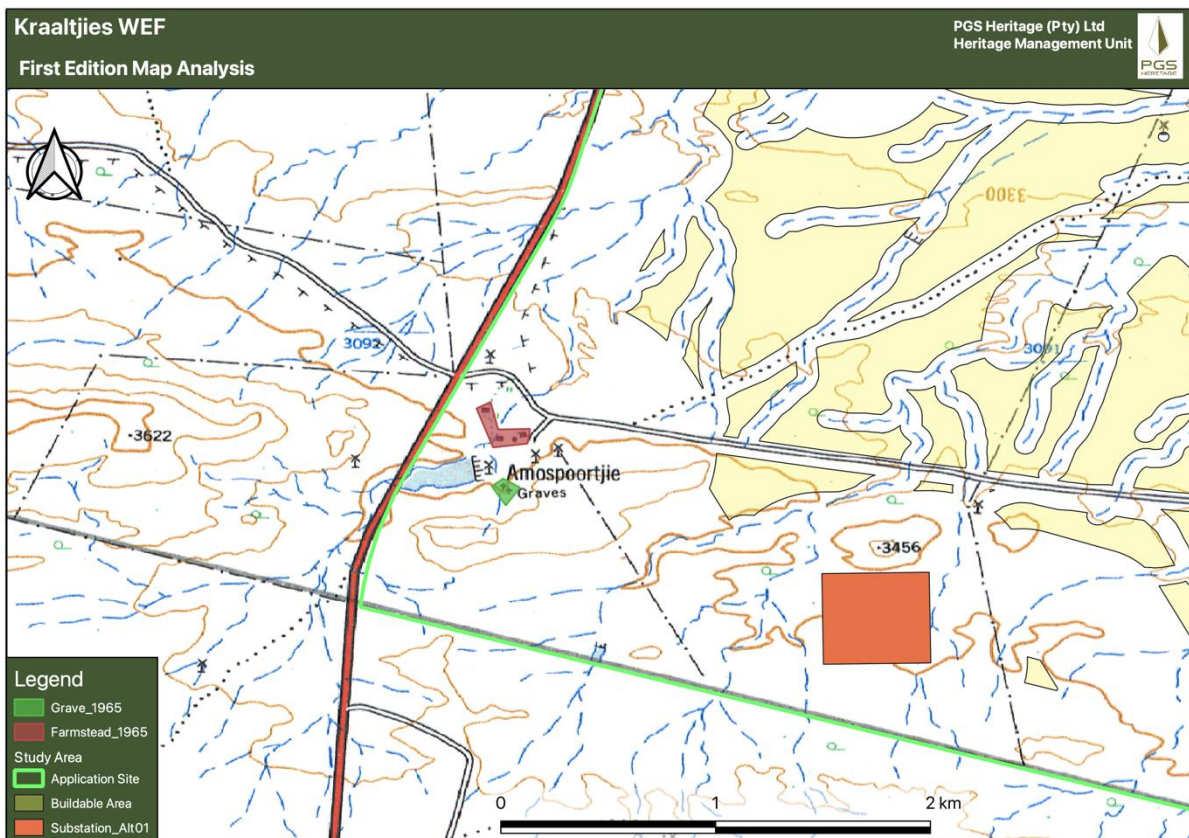 Kraaltjies WEF
First Edition Map Analysis
PGS Heritage (Pty) Ltd
Heritage Management Unit
PGS
HERITAGE
3300
3092
3091
3622
Amospoortjie
Graves
3456
Legend
Grave_1965
Farmstead_1965
Study Area
Application Site
Buildable Area
Substation_Alt01
0 1 2 km